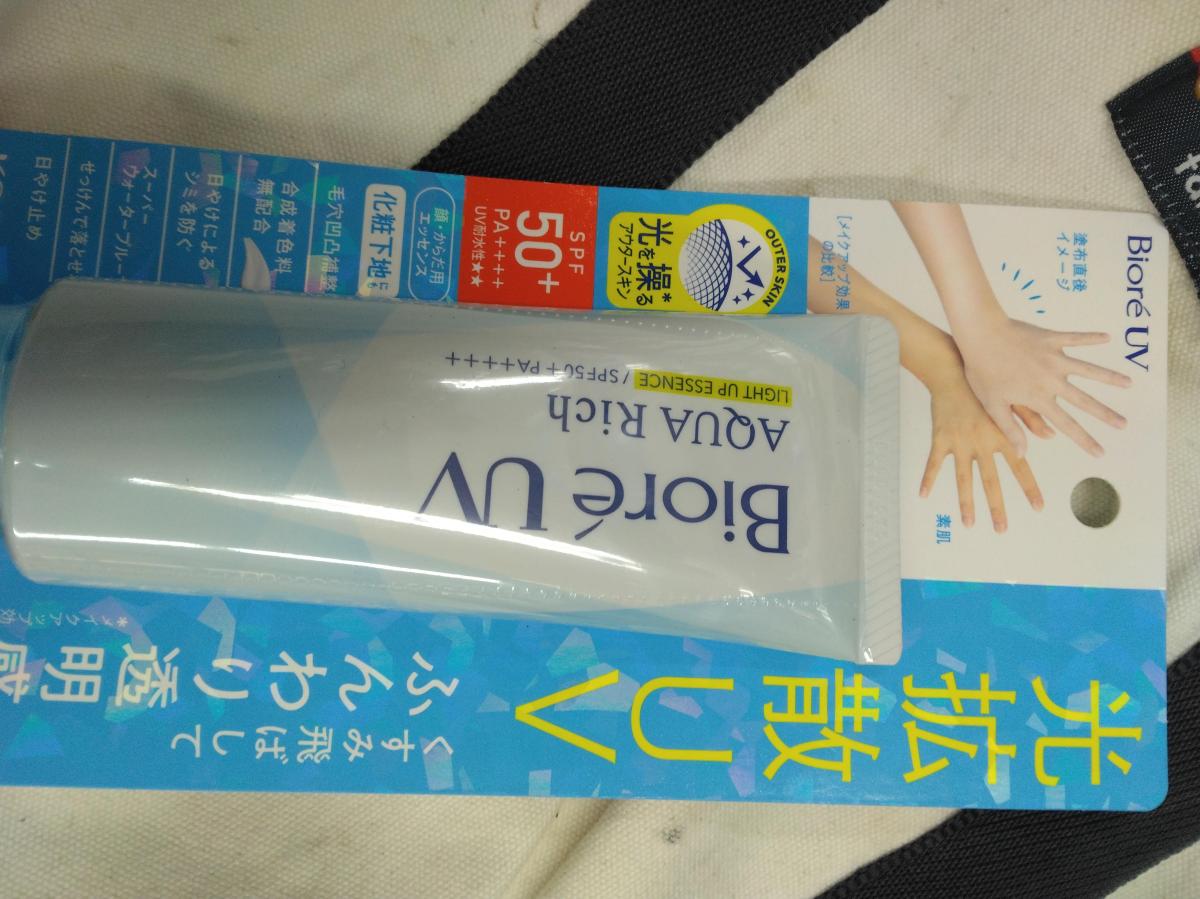 Bioré UV
塗布直後
イメージ
素肌
[メイクアップ効果
の比較]
OUTER SKIN
光を操る*
アウタースキン
SPF
50+
PA++++
UV耐水性★★
顔・からだ用
エッセンス
化粧下地に
毛穴凹凸補整
合成着色料
無配合
日やけによる
シミを防ぐ
スーパー
ウォータープルー
せっけんで落とせ
日やけ止め
Bioré UV
AQUA Rich
LIGHT UP ESSENCE / SPF50+ PA++++
光拡散UV
くすみ飛ばして
ふんわり透明感
*メイクアップ効